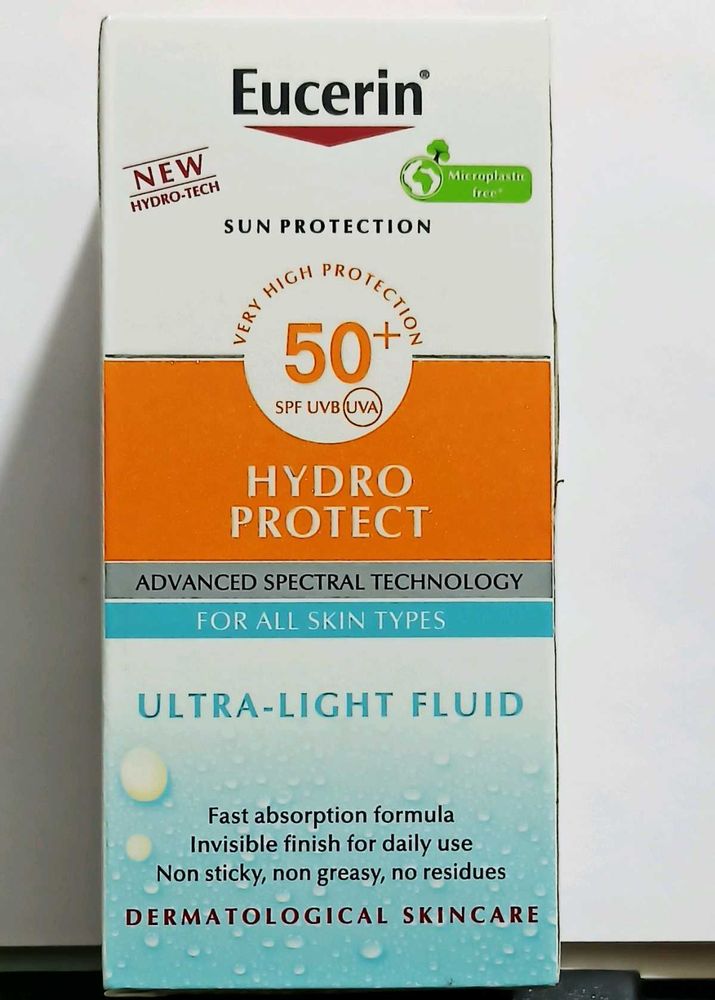 Eucerin®
NEW
HYDRO-TECH
Microplastic
free*
SUN PROTECTION
VERY HIGH PROTECTION
50+
SPF UVB UVA
HYDRO
PROTECT
ADVANCED SPECTRAL TECHNOLOGY
FOR ALL SKIN TYPES
ULTRA-LIGHT FLUID
Fast absorption formula
Invisible finish for daily use
Non sticky, non greasy, no residues
DERMATOLOGICAL SKINCARE